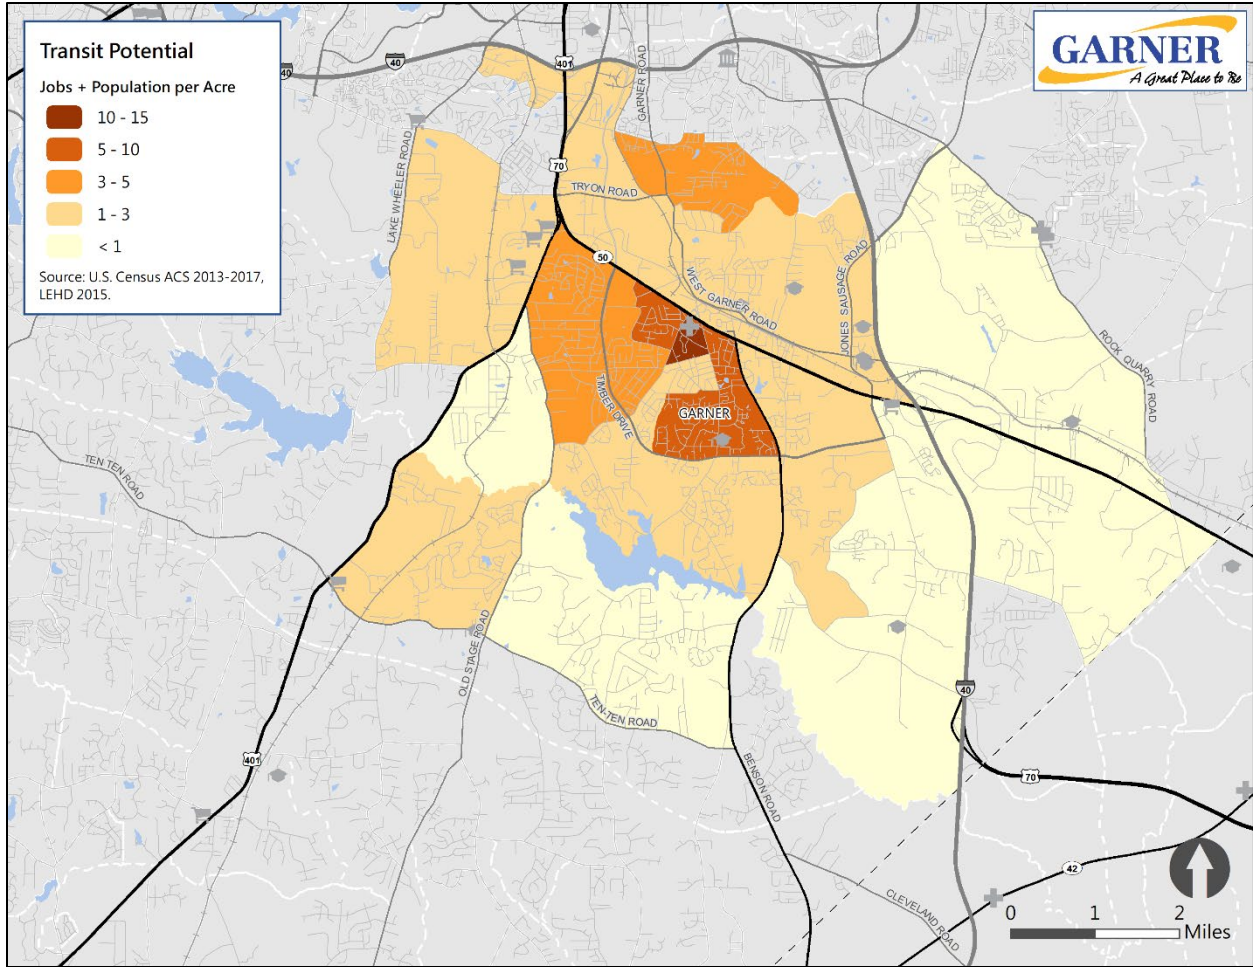 Transit Potential
Jobs + Population per Acre
10 - 15
5 - 10
3 - 5
1 - 3
< 1
Source: U.S. Census ACS 2013-2017,
LEHD 2015.
GARNER
A Great Place to Be
40
40
401
GARNER ROAD
LAKE WHEELER ROAD
70
TRYON ROAD
50
WEST GARNER ROAD
JONES SAUSAGE ROAD
ROCK QUARRY ROAD
TIMBER DRIVE
GARNER
TEN TEN ROAD
OLD STAGE ROAD
TEN-TEN ROAD
40
401
BENSON ROAD
70
42
CLEVELAND ROAD
0 1 2
Miles